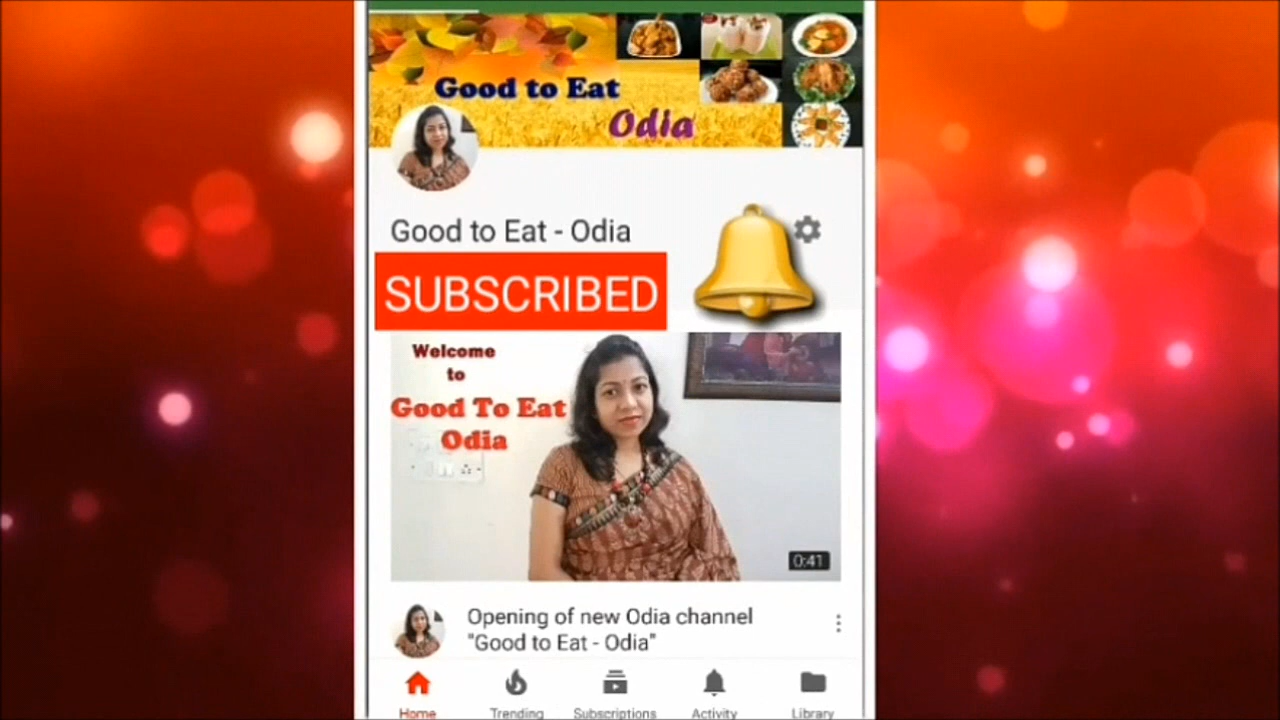 Good to Eat
Odia
Good to Eat - Odia
SUBSCRIBED
Welcome
to
Good To Eat
Odia
0:41
Opening of new Odia channel
"Good to Eat - Odia"
Home
Trending
Subscriptions
Activity
Library